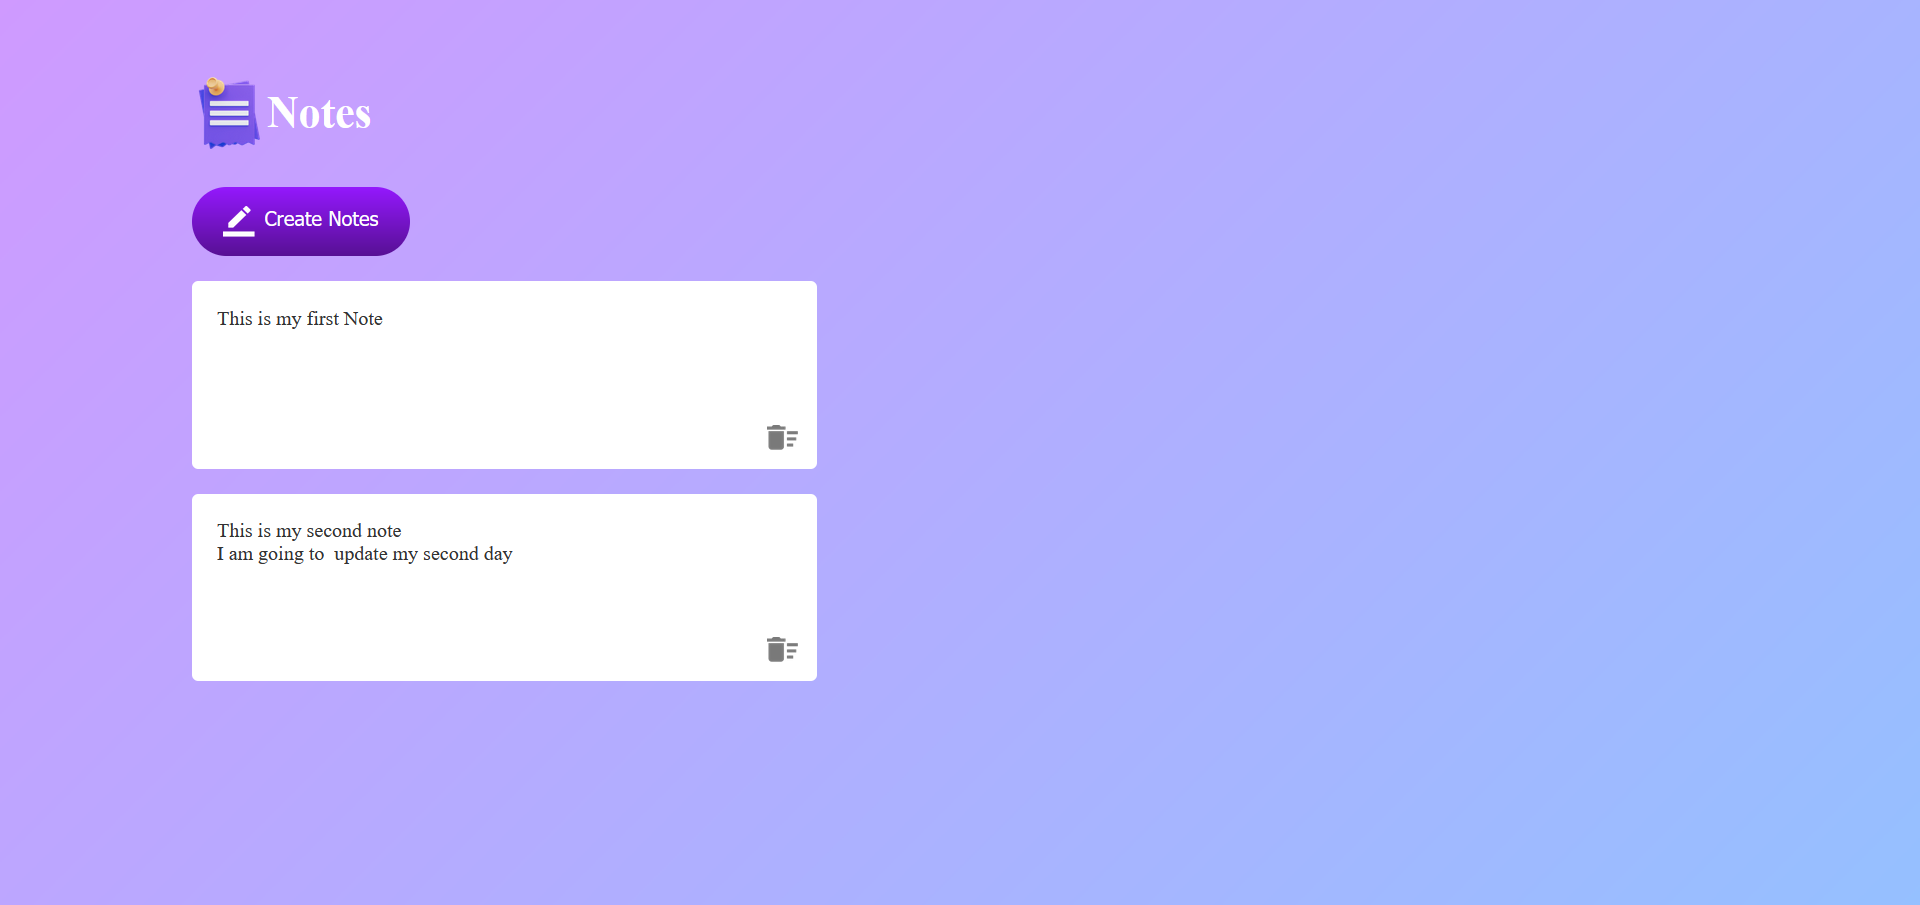 Notes
Create Notes
This is my first Note
This is my second note
I am going to  update my second day